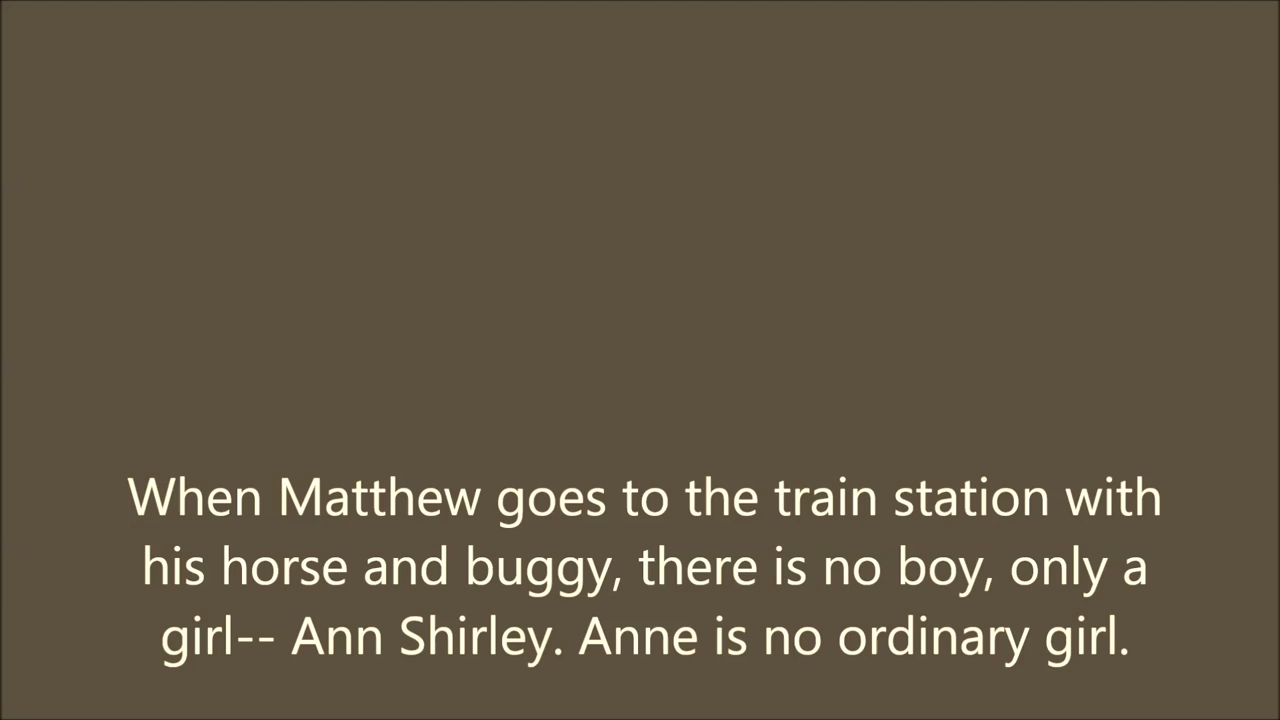 When Matthew goes to the train station with
his horse and buggy, there is no boy, only a
girl-- Ann Shirley. Anne is no ordinary girl.